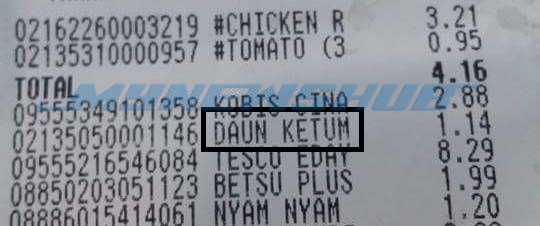 02162260003219 #CHICKEN R 3.21
02135310000957 #TOMATO (3 0.95
TOTAL 4.16
09555349101358 KOBIS CINA 2.88
02135050001146 DAUN KETUM 1.14
09555216546084 TESCO EDAY 8.29
08850203051123 BETSU PLUS 1.99
08886015414061 NYAM NYAM 1.20
MYNEWSHUB